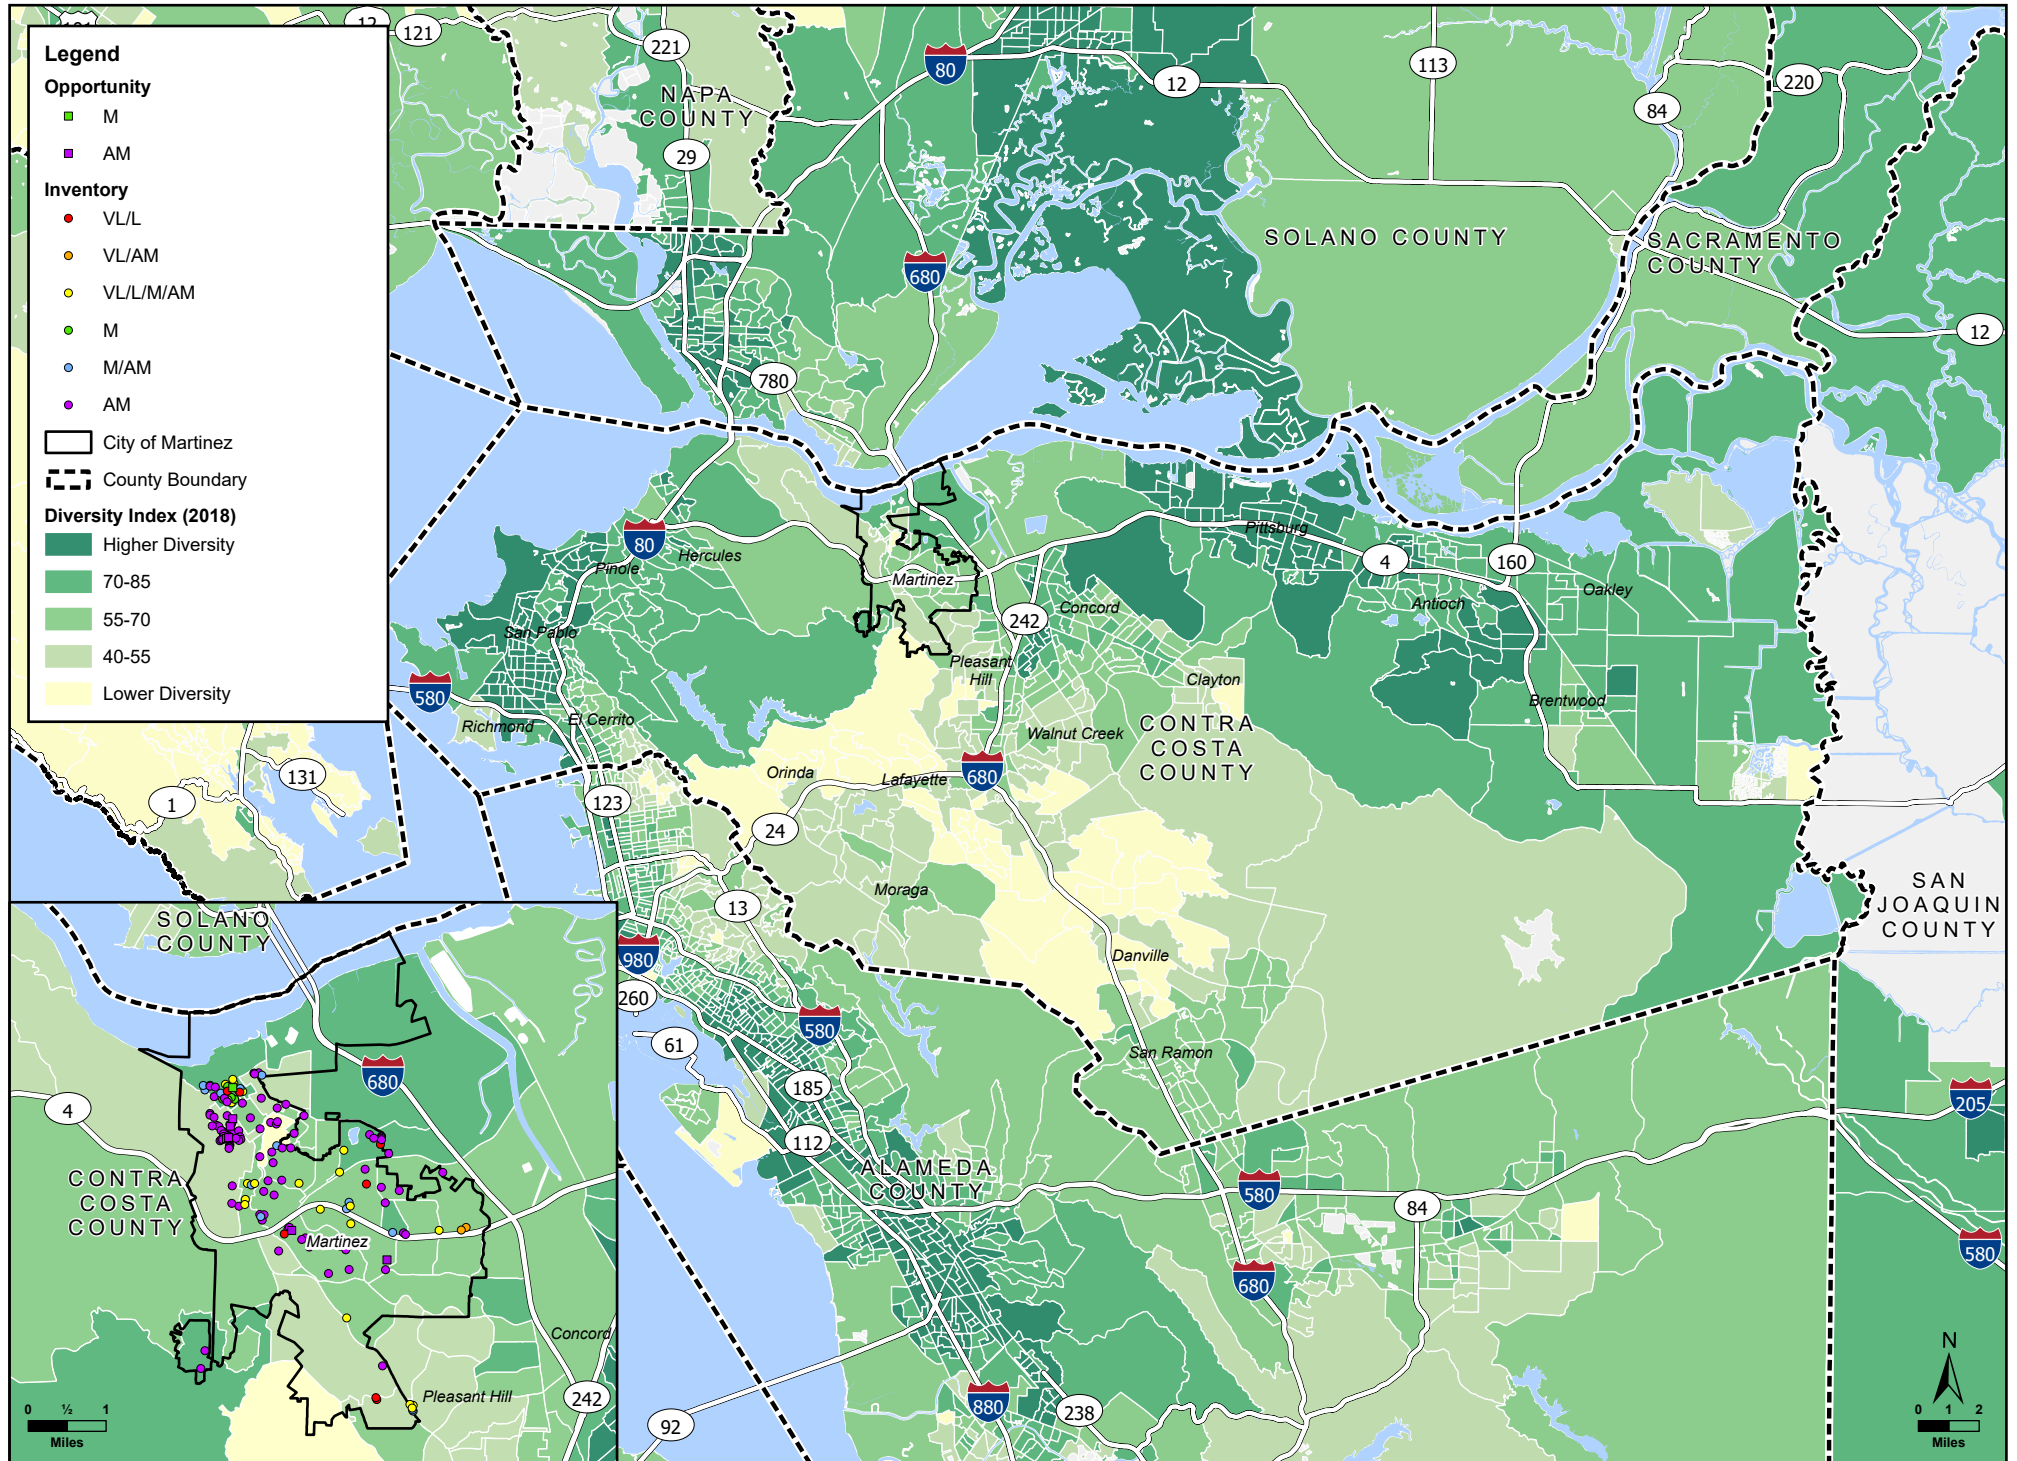 Legend
Opportunity
M
AM
Inventory
VL/L
VL/AM
VL/L/M/AM
M
M/AM
AM
City of Martinez
County Boundary
Diversity Index (2018)
Higher Diversity
70-85
55-70
40-55
Lower Diversity
12
121
221
80
12
113
84
220
NAPA
COUNTY
29
680
SOLANO COUNTY
SACRAMENTO
COUNTY
12
780
80
Hercules
Pinole
Martinez
Pittsburg
4
160
Antioch
Oakley
242
Concord
San Pablo
Pleasant
Hill
Clayton
580
Richmond
El Cerrito
Brentwood
Walnut Creek
CONTRA
COSTA
COUNTY
131
1
Orinda
Lafayette
680
123
24
Moraga
13
SAN
JOAQUIN
COUNTY
980
Danville
260
580
61
San Ramon
185
112
205
ALAMEDA
COUNTY
580
84
580
680
880
238
92
N
0 1 2
Miles
SOLANO
COUNTY
680
4
CONTRA
COSTA
COUNTY
Martinez
Concord
Pleasant Hill
242
0 ½ 1
Miles